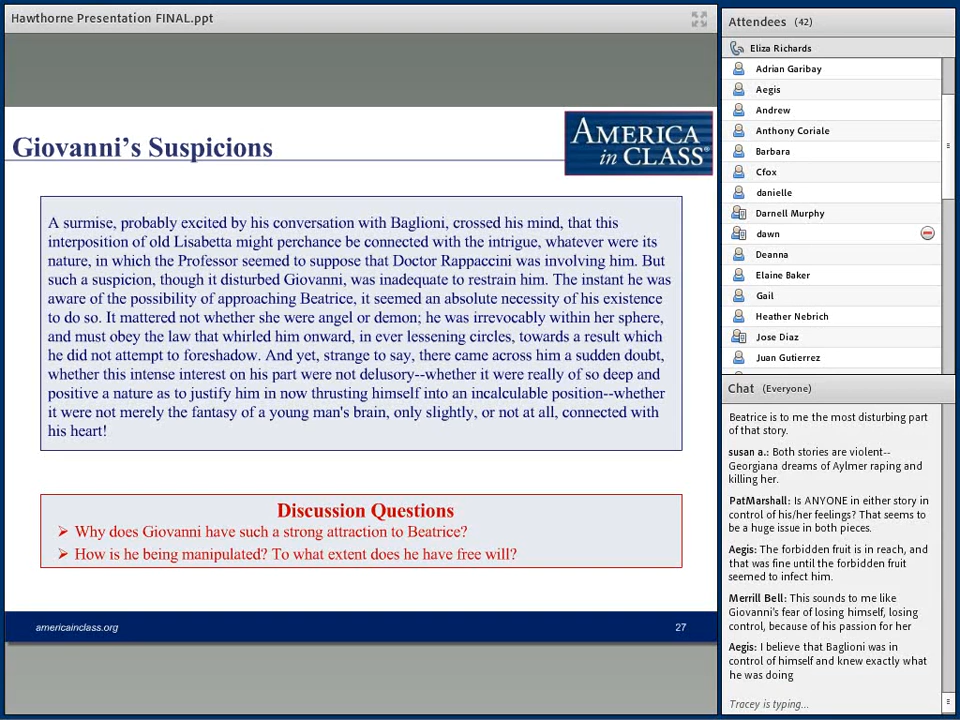 Hawthorne Presentation FINAL.ppt
Giovanni's Suspicions
AMERICA
in CLASS®
A surmise, probably excited by his conversation with Baglioni, crossed his mind, that this
interposition of old Lisabetta might perchance be connected with the intrigue, whatever were its
nature, in which the Professor seemed to suppose that Doctor Rappaccini was involving him. But
such a suspicion, though it disturbed Giovanni, was inadequate to restrain him. The instant he was
aware of the possibility of approaching Beatrice, it seemed an absolute necessity of his existence
to do so. It mattered not whether she were angel or demon; he was irrevocably within her sphere,
and must obey the law that whirled him onward, in ever lessening circles, towards a result which
he did not attempt to foreshadow. And yet, strange to say, there came across him a sudden doubt,
whether this intense interest on his part were not delusory--whether it were really of so deep and
positive a nature as to justify him in now thrusting himself into an incalculable position--whether
it were not merely the fantasy of a young man's brain, only slightly, or not at all, connected with
his heart!
Discussion Questions
➢ Why does Giovanni have such a strong attraction to Beatrice?
➢ How is he being manipulated? To what extent does he have free will?
americainclass.org
27
Attendees (42)
Eliza Richards
Adrian Garibay
Aegis
Andrew
Anthony Coriale
Barbara
Cfox
danielle
Darnell Murphy
dawn
Deanna
Elaine Baker
Gail
Heather Nebrich
Jose Diaz
Juan Gutierrez
Chat (Everyone)
Beatrice is to me the most disturbing part
of that story.
susan a.: Both stories are violent--
Georgiana dreams of Aylmer raping and
killing her.
PatMarshall: Is ANYONE in either story in
control of his/her feelings? That seems to
be a huge issue in both pieces.
Aegis: The forbidden fruit is in reach, and
that was fine until the forbidden fruit
seemed to infect him.
Merrill Bell: This sounds to me like
Giovanni's fear of losing himself, losing
control, because of his passion for her
Aegis: I believe that Baglioni was in
control of himself and knew exactly what
he was doing
Tracey is typing...